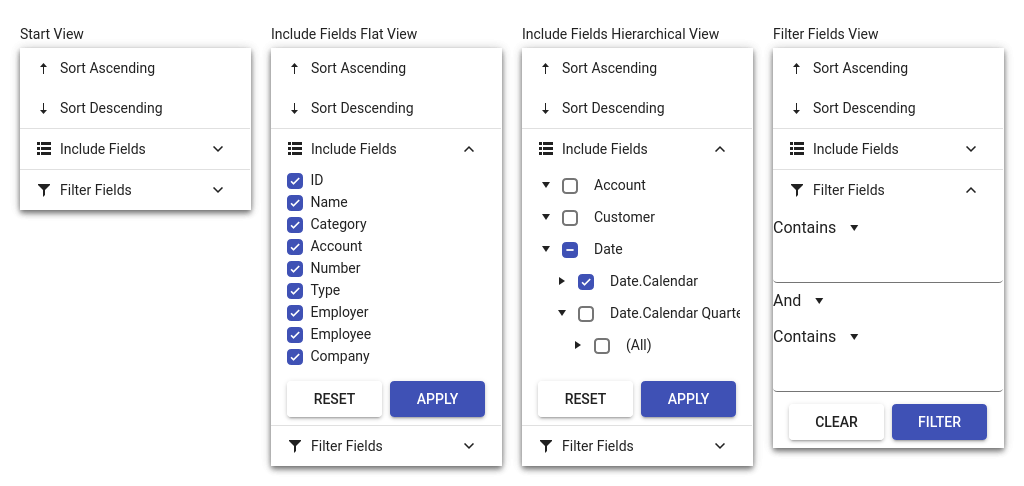 Start View
Sort Ascending
Sort Descending
Include Fields
Filter Fields
Include Fields Flat View
Sort Ascending
Sort Descending
Include Fields
ID
Name
Category
Account
Number
Type
Employer
Employee
Company
RESET APPLY
Filter Fields
Include Fields Hierarchical View
Sort Ascending
Sort Descending
Include Fields
Account
Customer
Date
Date.Calendar
Date.Calendar Quarte
(All)
RESET APPLY
Filter Fields
Filter Fields View
Sort Ascending
Sort Descending
Include Fields
Filter Fields
Contains
And
Contains
CLEAR FILTER